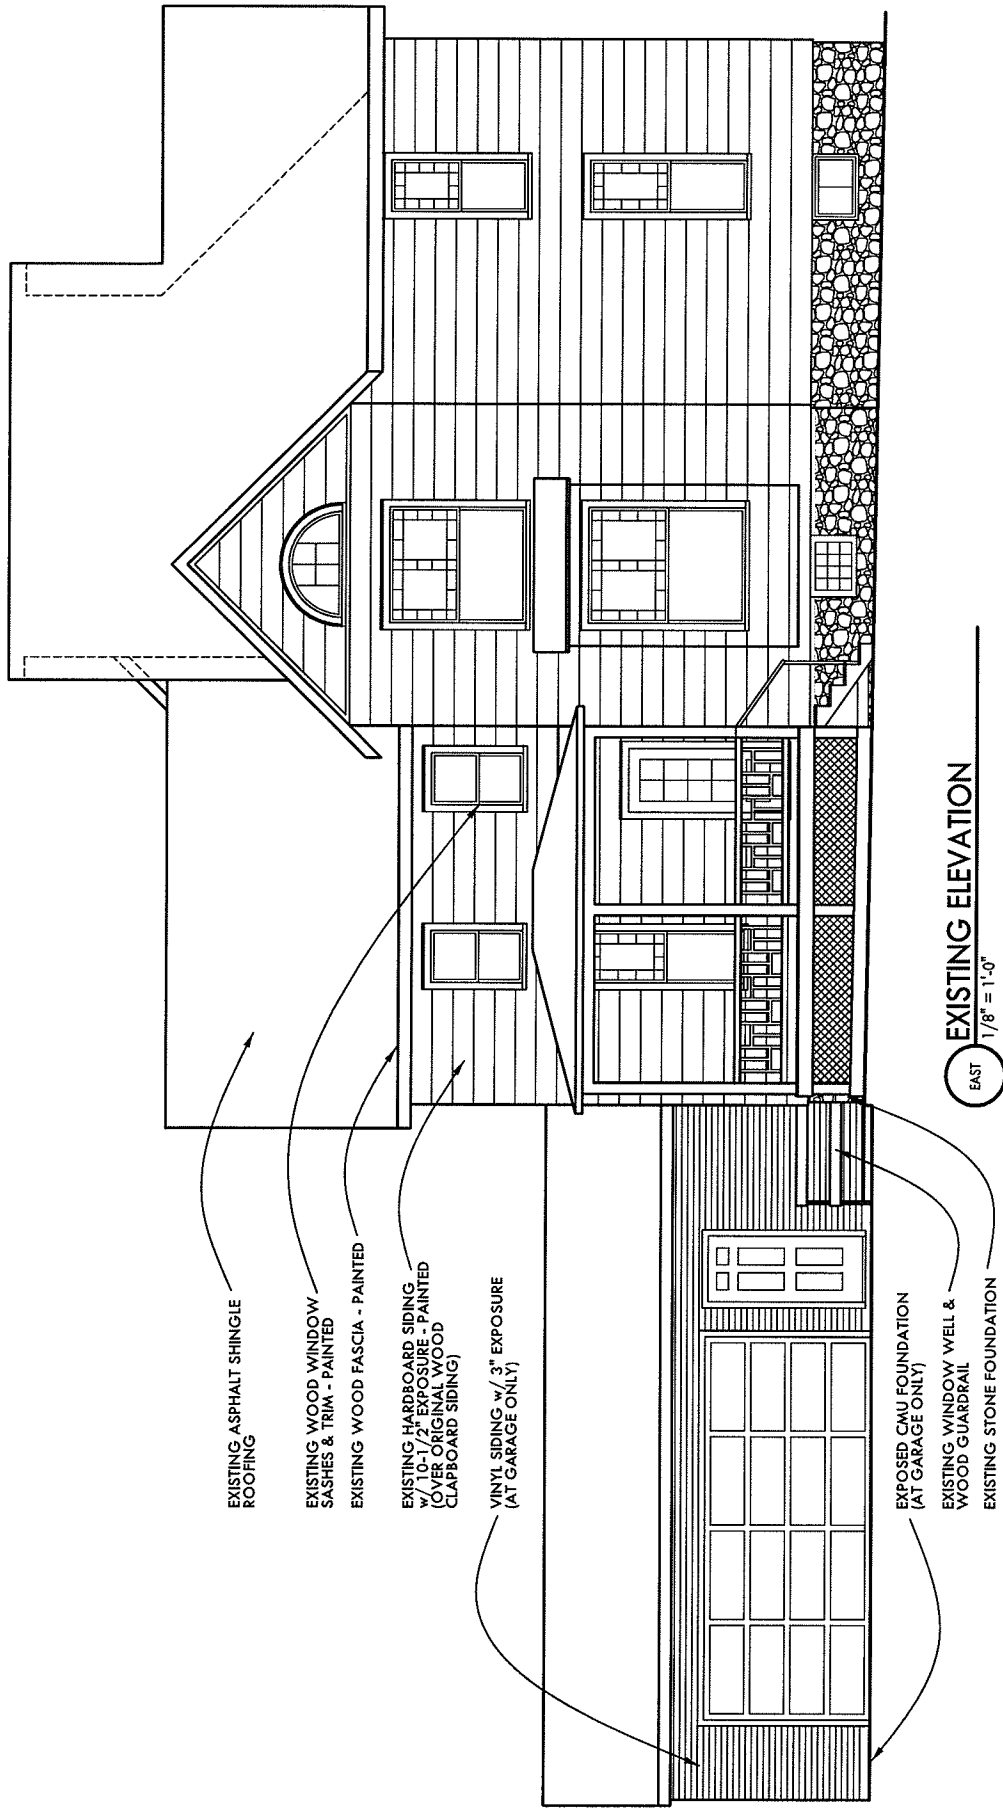 EXISTING ASPHALT SHINGLE
ROOFING
EXISTING WOOD WINDOW
SASHES & TRIM - PAINTED
EXISTING WOOD FASCIA - PAINTED
EXISTING HARDBOARD SIDING
w/ 10-1/2" EXPOSURE - PAINTED
(OVER ORIGINAL WOOD
CLAPBOARD SIDING)
VINYL SIDING w/ 3" EXPOSURE
(AT GARAGE ONLY)
EXPOSED CMU FOUNDATION
(AT GARAGE ONLY)
EXISTING WINDOW WELL &
WOOD GUARDRAIL
EXISTING STONE FOUNDATION
EAST
EXISTING ELEVATION
1/8" = 1'-0"